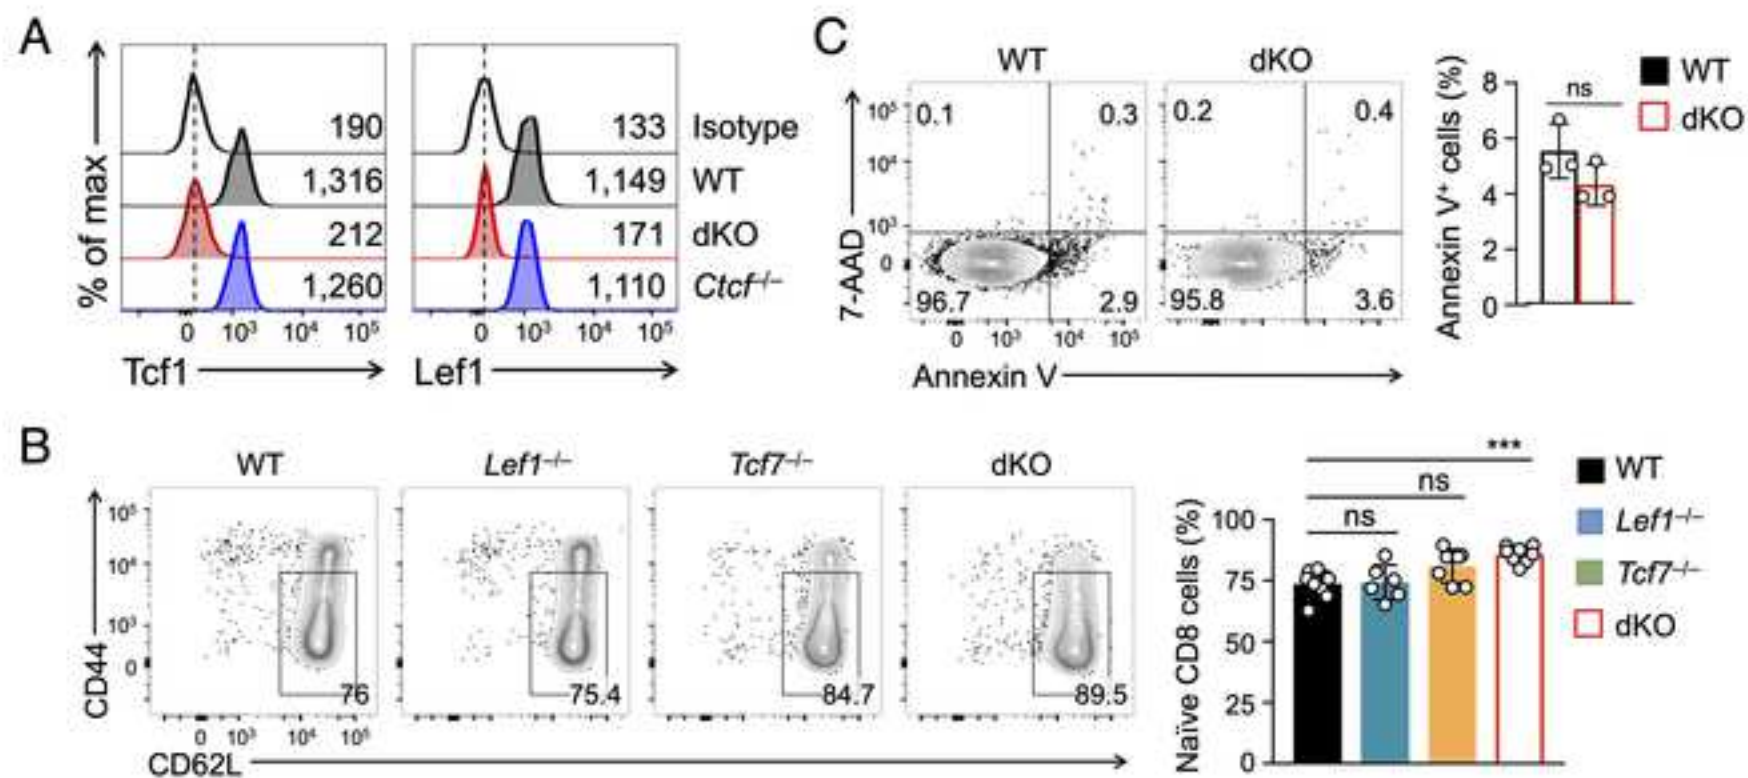 A
% of max
190
1,316
212
1,260
0 10³ 10⁴ 10⁵
Tcf1
133 Isotype
1,149 WT
171 dKO
1,110 Ctcf–/–
0 10³ 10⁴ 10⁵
Lef1
C
WT dKO
7-AAD
10⁵
10⁴
10³
0
0.1 0.3
96.7 2.9
0.2 0.4
95.8 3.6
0 10³ 10⁴ 10⁵
Annexin V
Annexin V⁺ cells (%)
8
6
4
2
0
ns
WT
dKO
B
WT Lef1–/– Tcf7–/– dKO
CD44
10⁵
10⁴
10³
0
76 75.4 84.7 89.5
0 10³ 10⁴ 10⁵
CD62L
Naïve CD8 cells (%)
100
75
50
25
0
***
ns
ns
WT
Lef1–/–
Tcf7–/–
dKO